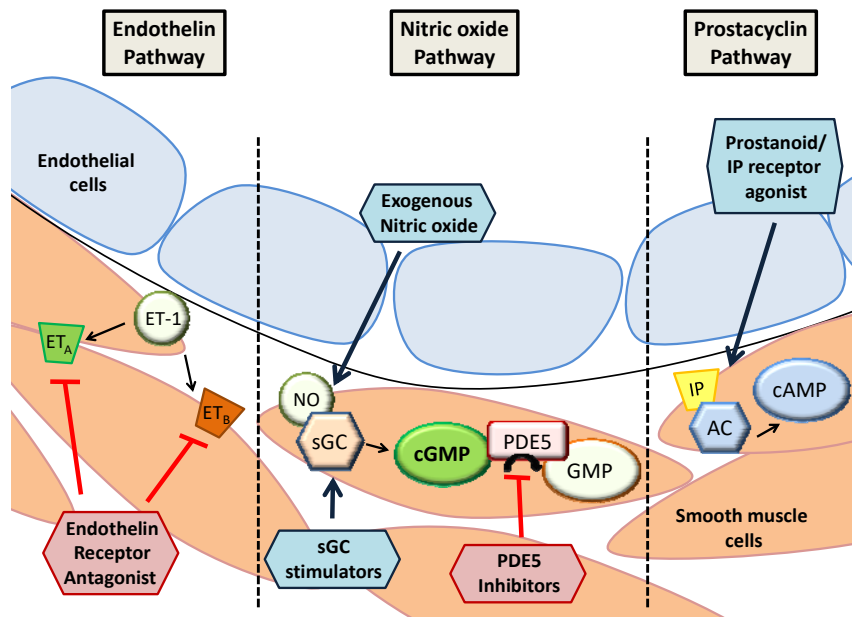 Endothelin
Pathway
Nitric oxide
Pathway
Prostacyclin
Pathway
Endothelial
cells
Exogenous
Nitric oxide
Prostanoid/
IP receptor
agonist
ET-1
ETA
ETB
NO
sGC
cGMP
PDE5
GMP
IP
AC
cAMP
Smooth muscle
cells
Endothelin
Receptor
Antagonist
sGC
stimulators
PDE5
Inhibitors